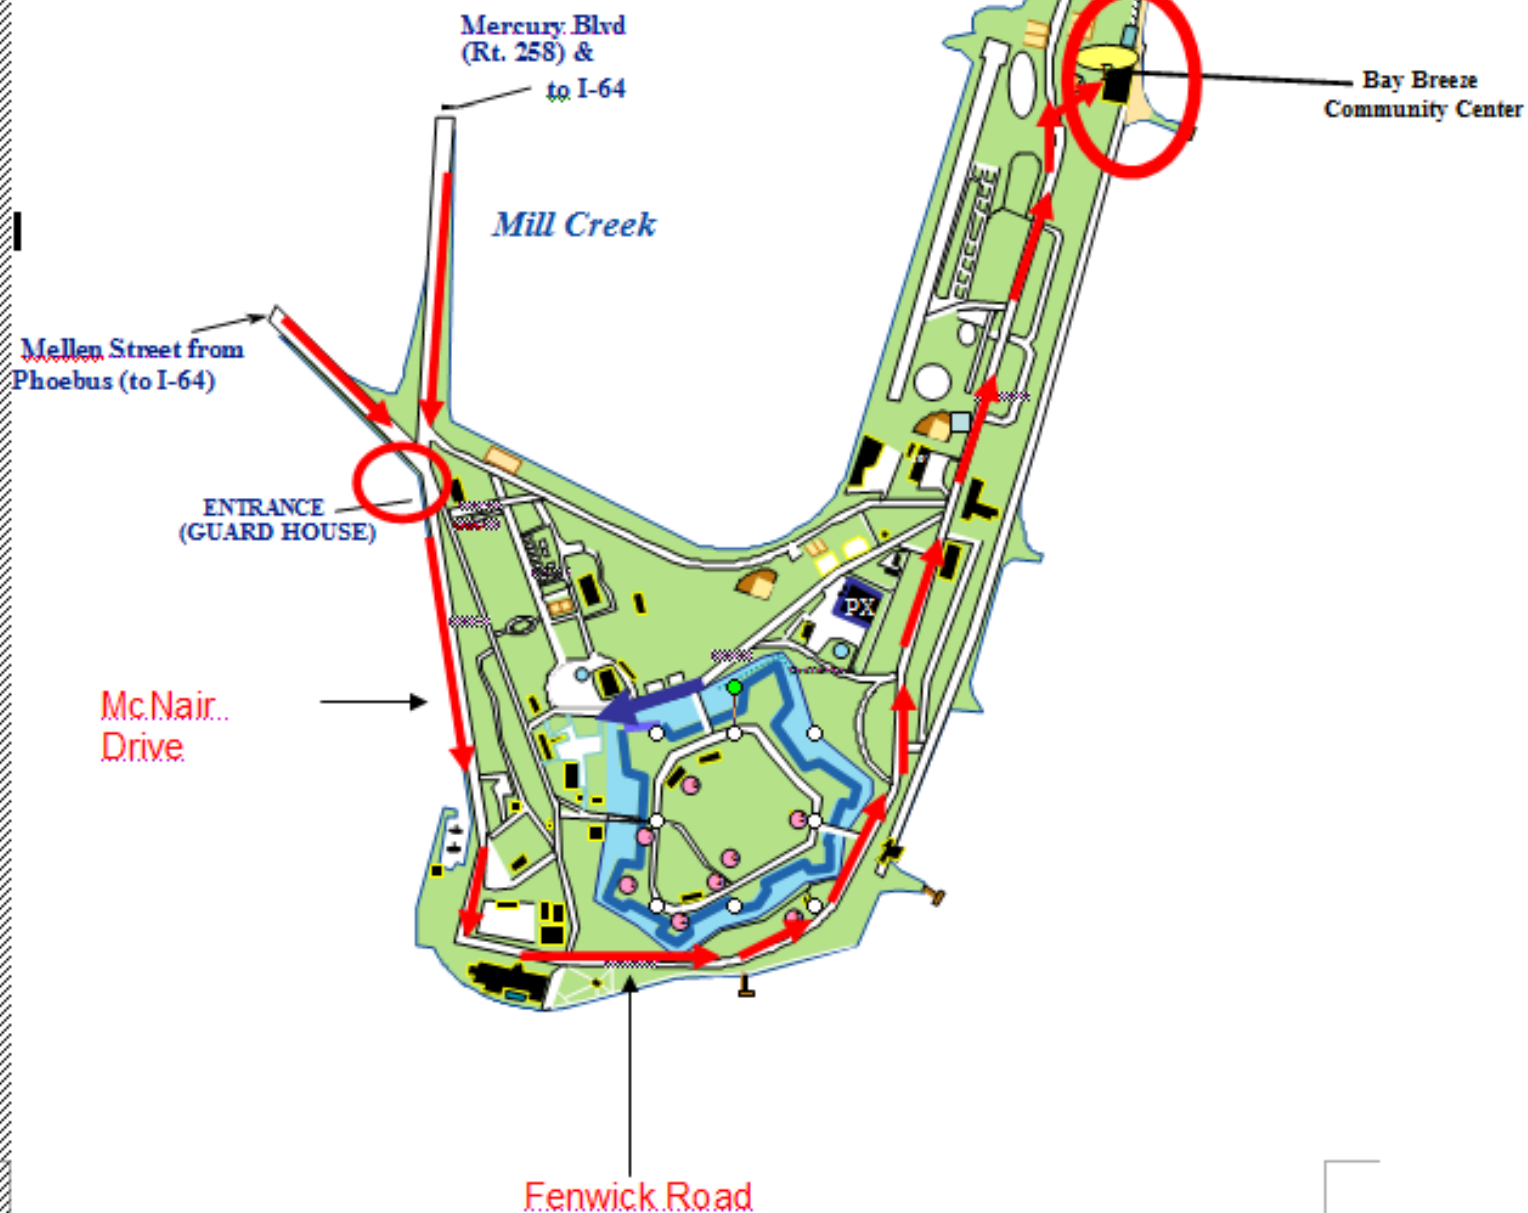 Mercury Blvd
(Rt. 258) &
to I-64
Bay Breeze
Community Center
Mill Creek
Mellen Street from
Phoebus (to I-64)
ENTRANCE
(GUARD HOUSE)
PX
McNair
Drive
Fenwick Road